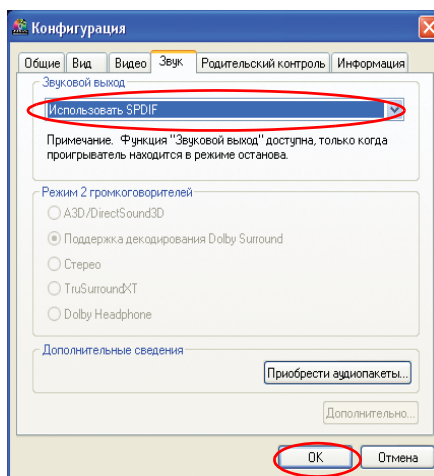 Конфигурация
Общие Вид Видео Звук Родительский контроль Информация
Звуковой выход
Использовать SPDIF
Примечание. Функция "Звуковой выход" доступна, только когда
проигрыватель находится в режиме останова.
Режим 2 громкоговорителей
A3D/DirectSound3D
Поддержка декодирования Dolby Surround
Стерео
TruSurroundXT
Dolby Headphone
Дополнительные сведения
Приобрести аудиопакеты...
Дополнительно...
OK Отмена